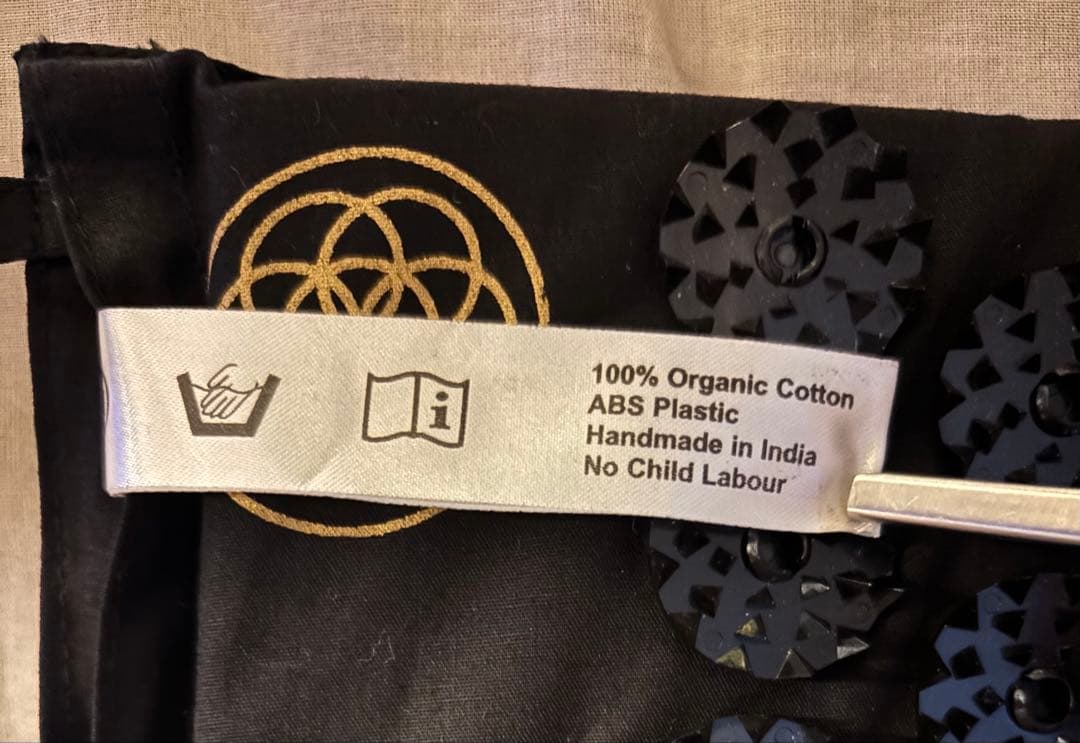 100% Organic Cotton
ABS Plastic
Handmade in India
No Child Labour